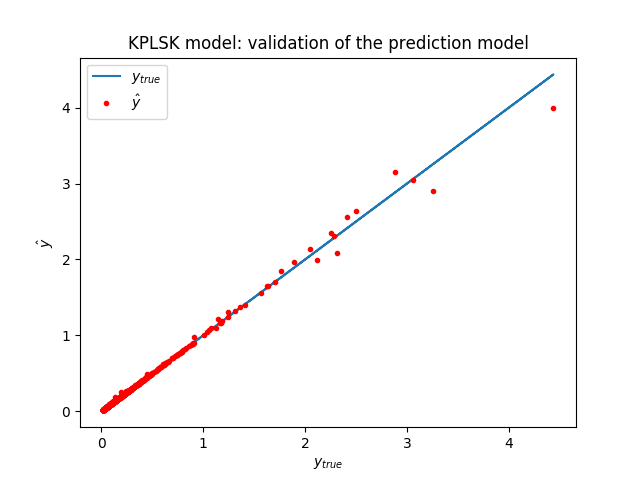 KPLSK model: validation of the prediction model
y_true
ŷ
4
3
2
1
0
ŷ
0 1 2 3 4
y_true